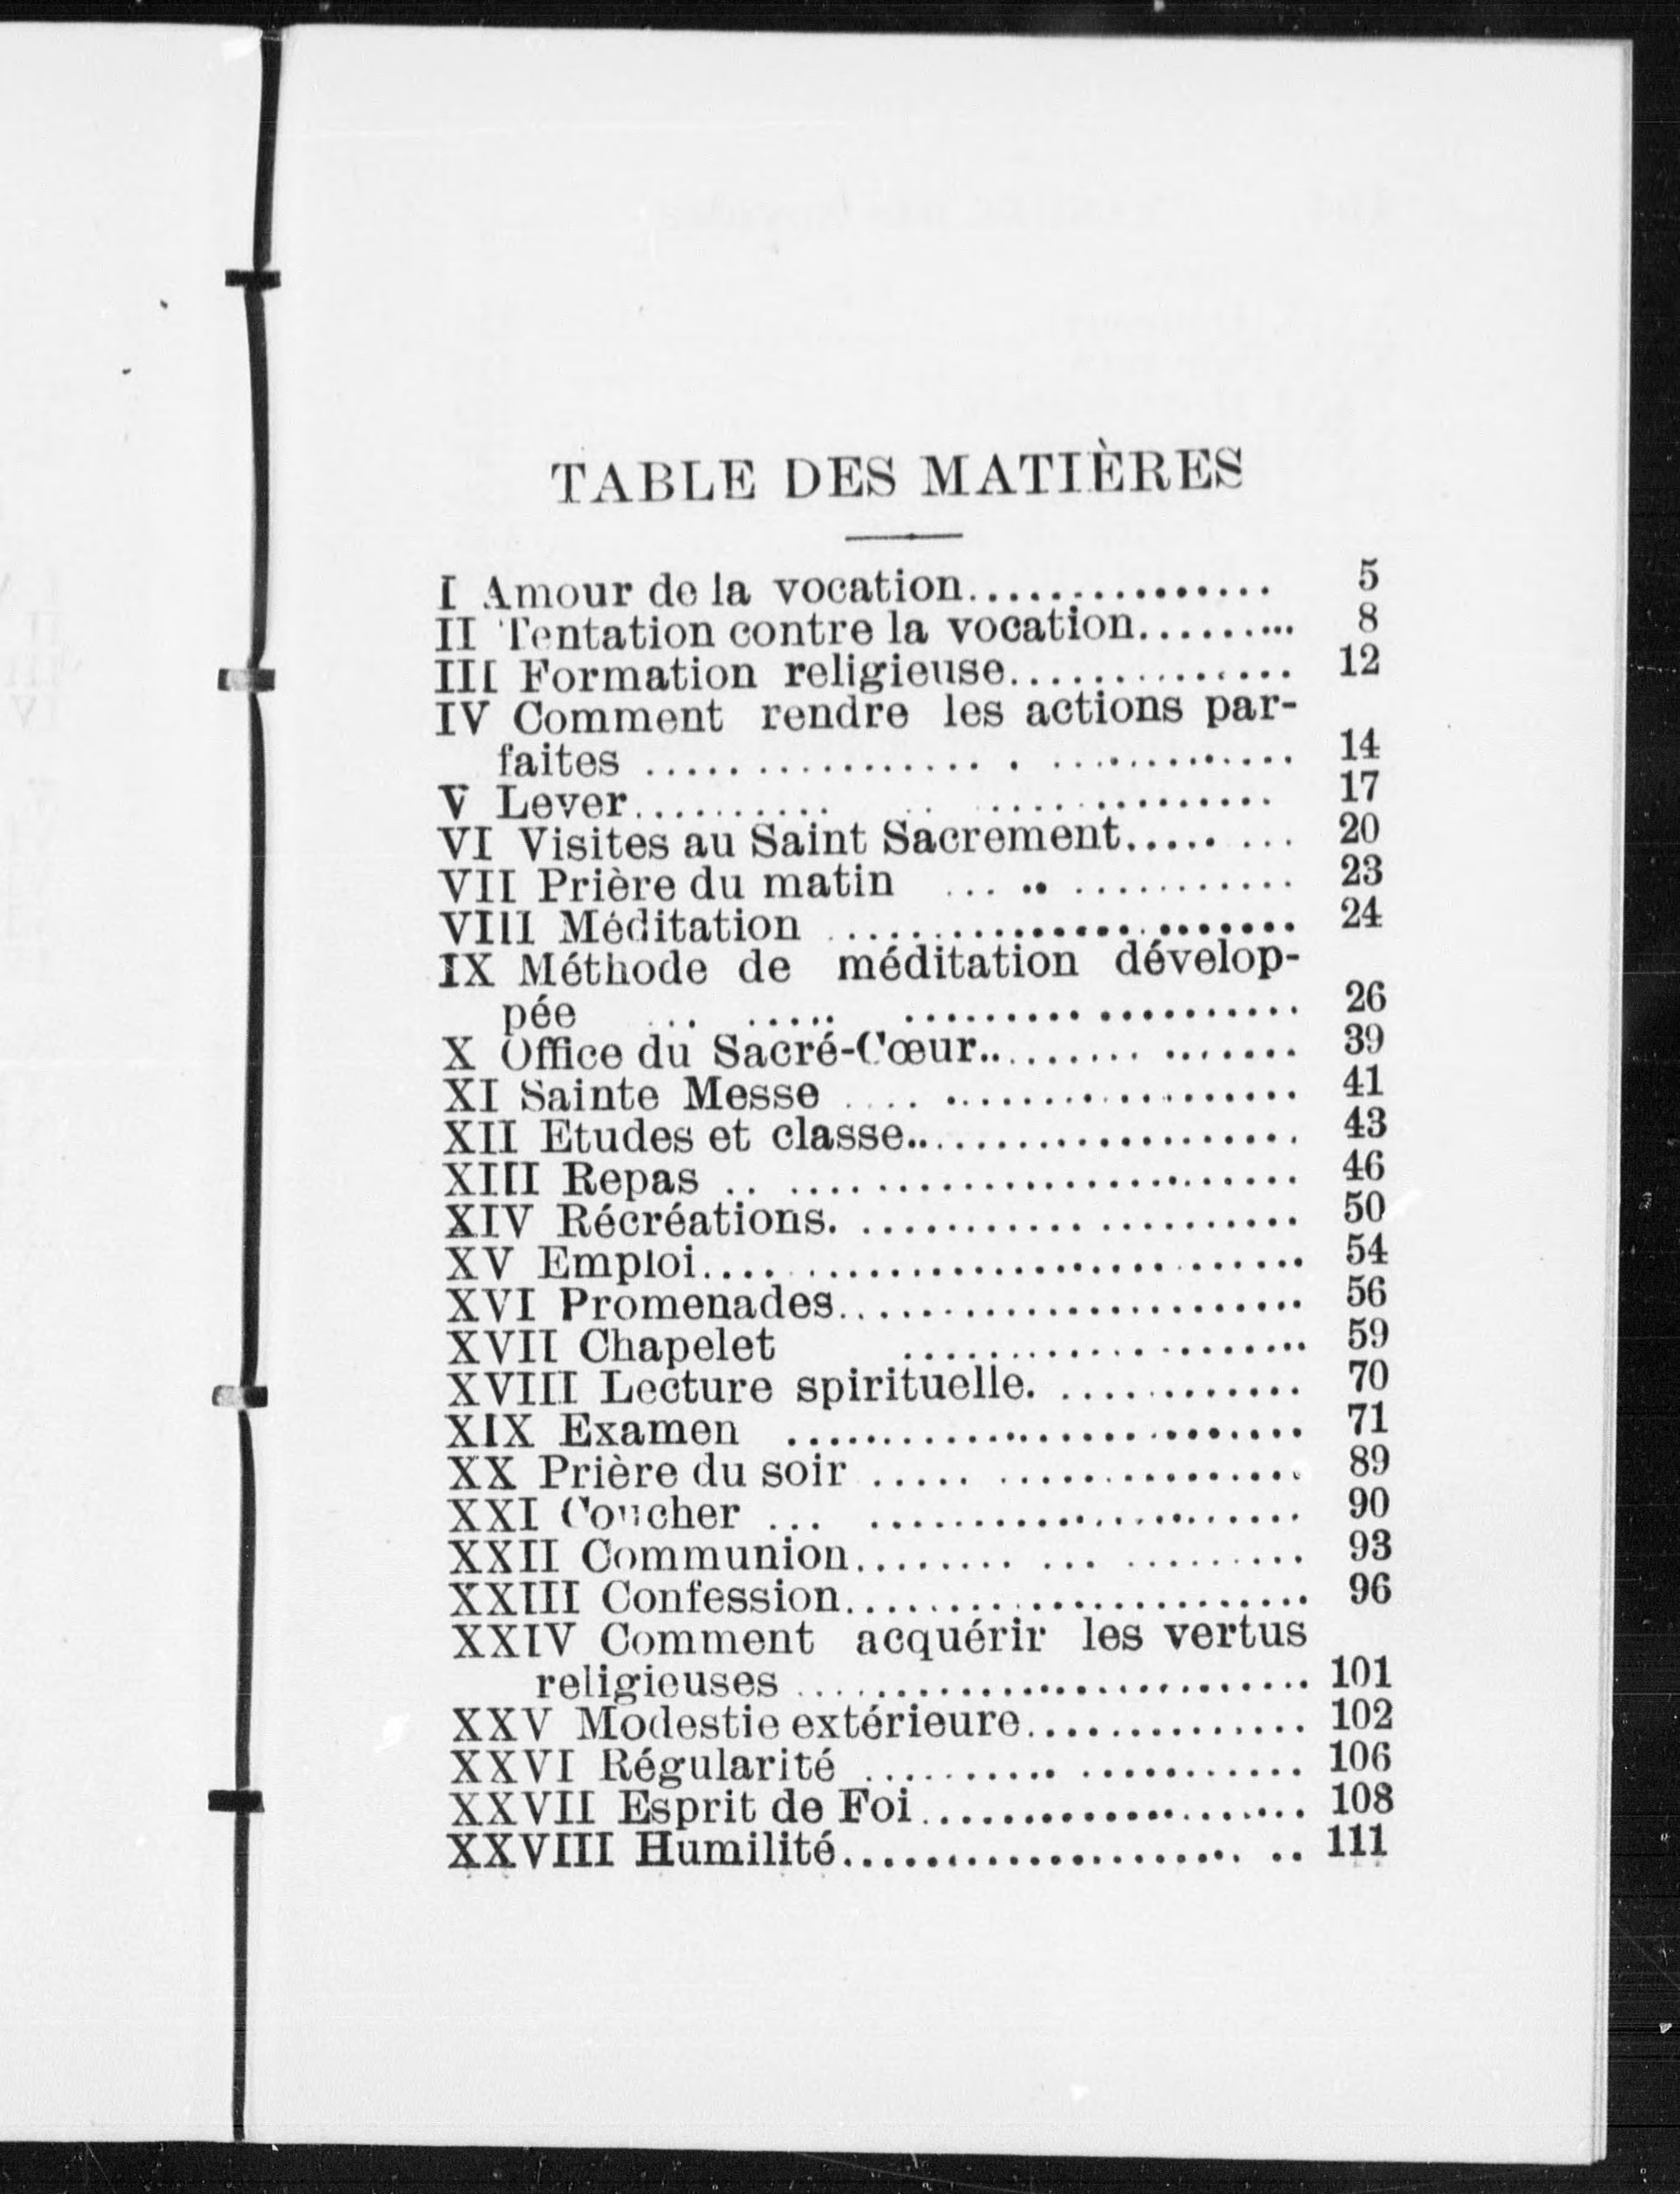 TABLE DES MATIÈRES
I Amour de la vocation............... 5
II Tentation contre la vocation......... 8
III Formation religieuse.............. 12
IV Comment rendre les actions par-
faites .............................. 14
V Lever.......................... 17
VI Visites au Saint Sacrement........ 20
VII Prière du matin ................ 23
VIII Méditation ....................... 24
IX Méthode de méditation dévelop-
pée ........................... 26
X Office du Sacré-Cœur................ 39
XI Sainte Messe ...................... 41
XII Etudes et classe................... 43
XIII Repas ........................... 46
XIV Récréations. .................... 50
XV Emploi............................. 54
XVI Promenades....................... 56
XVII Chapelet .................... 59
XVIII Lecture spirituelle. ............ 70
XIX Examen .......................... 71
XX Prière du soir .................... 89
XXI Coucher ........................ 90
XXII Communion..................... 93
XXIII Confession....................... 96
XXIV Comment acquérir les vertus
religieuses ......................... 101
XXV Modestie extérieure.............. 102
XXVI Régularité ..................... 106
XXVII Esprit de Foi................... 108
XXVIII Humilité...................... 111